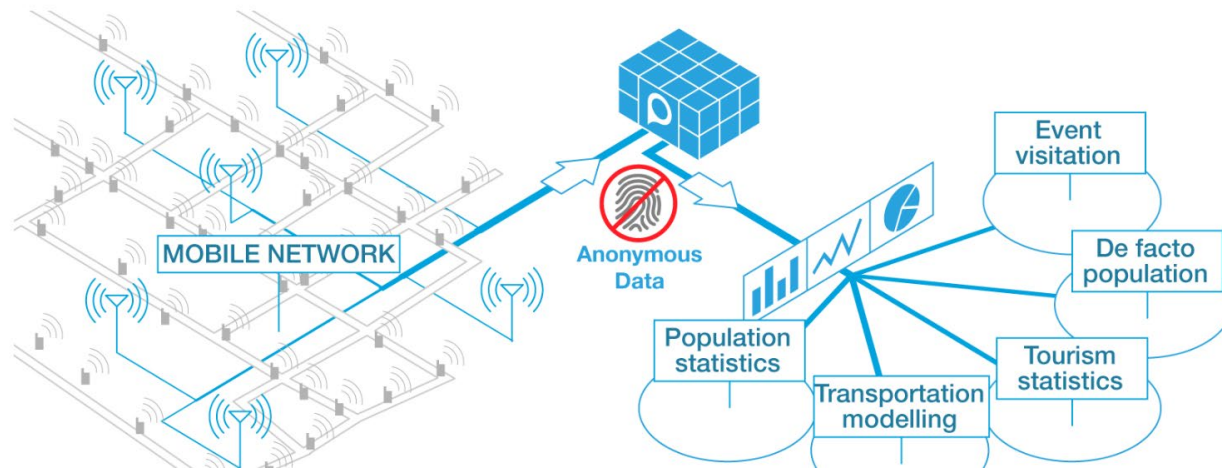 MOBILE NETWORK
Anonymous
Data
Event
visitation
De facto
population
Population
statistics
Tourism
statistics
Transportation
modelling